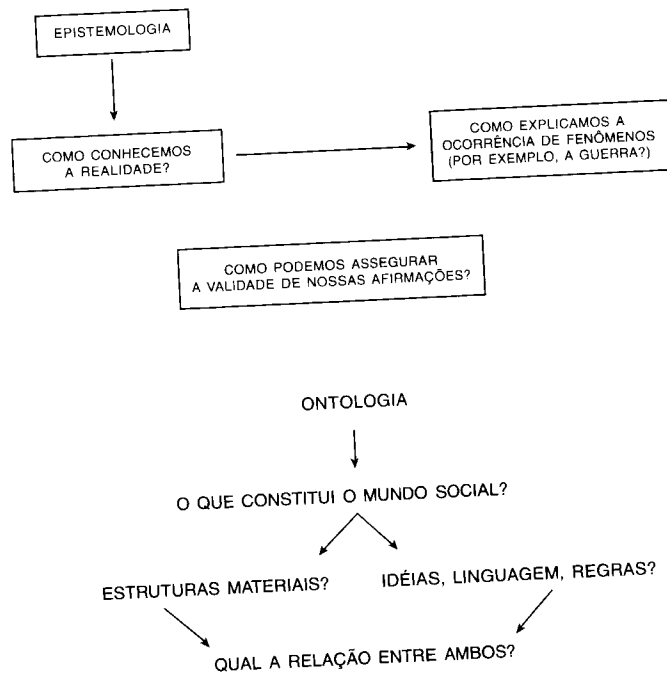 EPISTEMOLOGIA
COMO CONHECEMOS
A REALIDADE?
COMO EXPLICAMOS A
OCORRÊNCIA DE FENÔMENOS
(POR EXEMPLO, A GUERRA?)
COMO PODEMOS ASSEGURAR
A VALIDADE DE NOSSAS AFIRMAÇÕES?
ONTOLOGIA
O QUE CONSTITUI O MUNDO SOCIAL?
ESTRUTURAS MATERIAIS?
IDÉIAS, LINGUAGEM, REGRAS?
QUAL A RELAÇÃO ENTRE AMBOS?